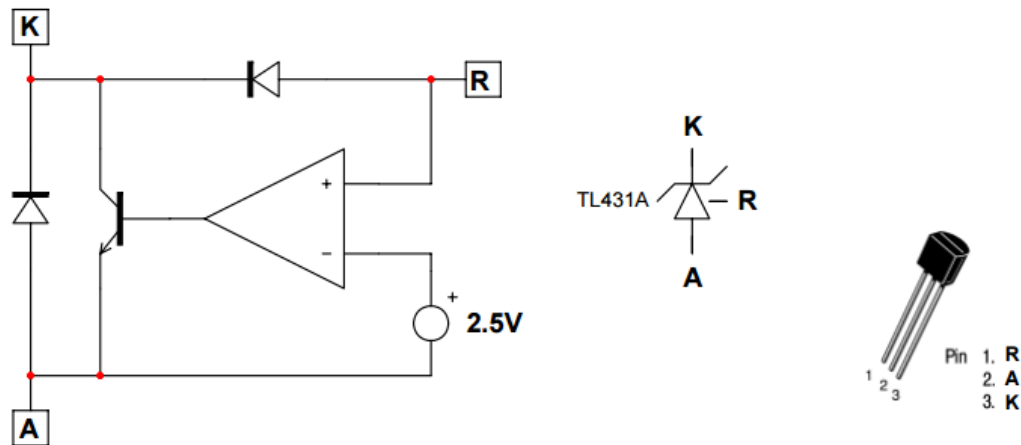 K
R
+
−
+
2.5V
A
K
TL431A
R
A
1
2
3
Pin 1. R
2. A
3. K